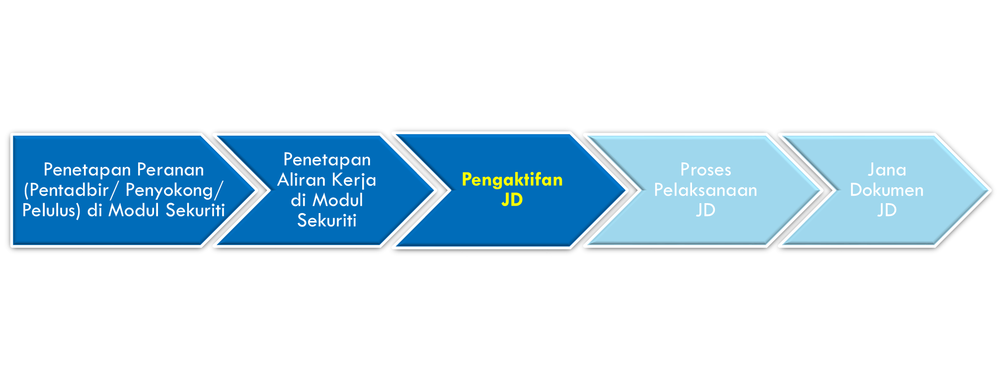 Penetapan Peranan
(Pentadbir/ Penyokong/
Pelulus) di Modul Sekuriti
Penetapan
Aliran Kerja
di Modul
Sekuriti
Pengaktifan
JD
Proses
Pelaksanaan
JD
Jana
Dokumen
JD